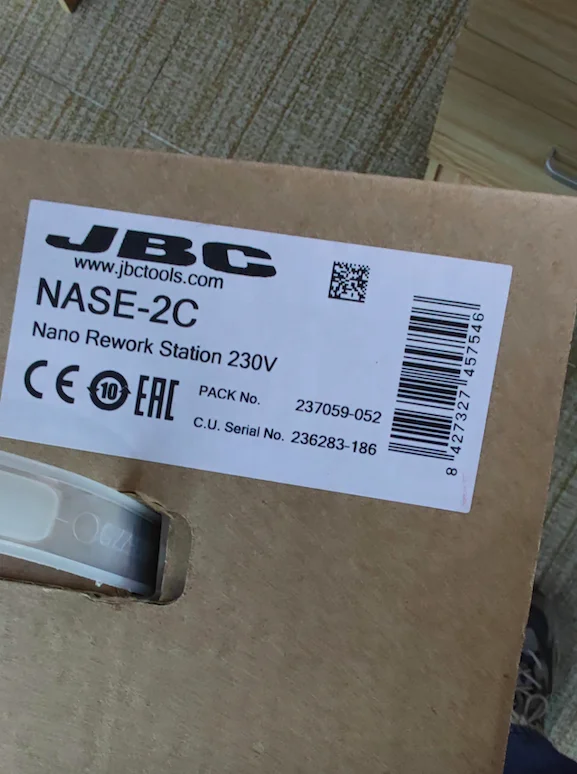 JBC
www.jbctools.com
NASE-2C
Nano Rework Station 230V
CE 10 EAC
PACK No. 237059-052
C.U. Serial No. 236283-186
8 427327 457546